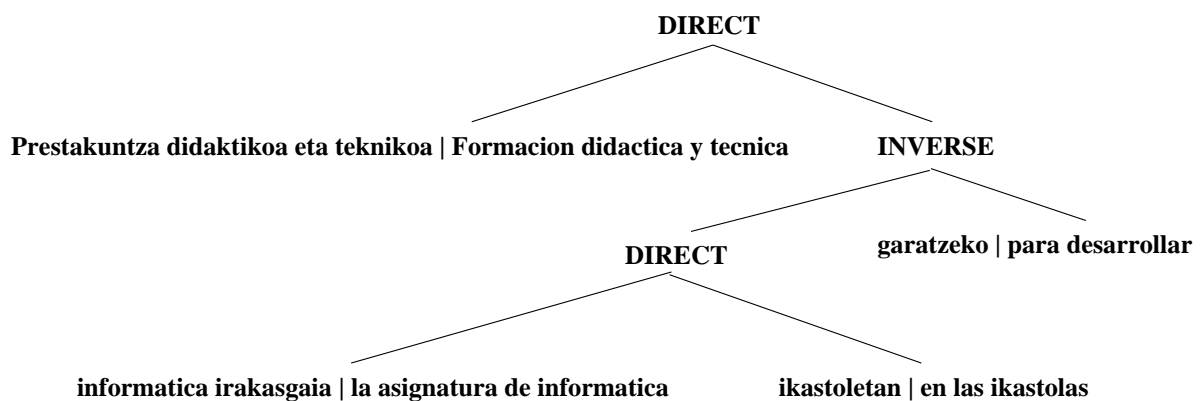 DIRECT
Prestakuntza didaktikoa eta teknikoa | Formacion didactica y tecnica
INVERSE
DIRECT
garatzeko | para desarrollar
informatica irakasgaia | la asignatura de informatica
ikastoletan | en las ikastolas